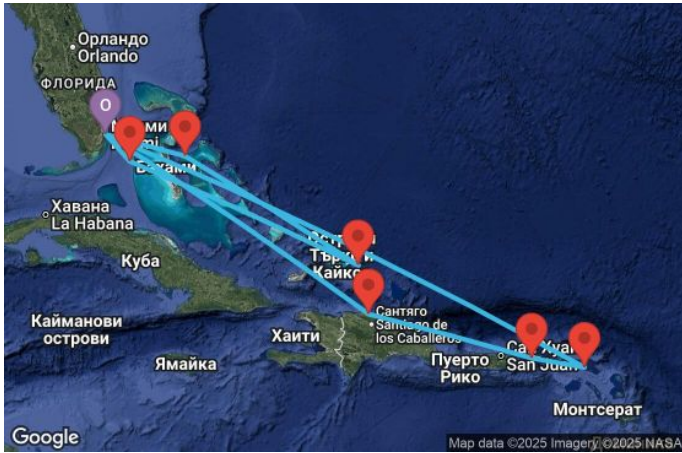 Орландо
Orlando
ФЛОРИДА
O
Хавана
La Habana
Куба
Кайманови
острови
Ямайка
Хаити
Сантяго
Santiago de
los Caballeros
Пуерто
Рико
San Juan
Монтсерат
Google
Map data ©2025 Imagery ©2025 NASA